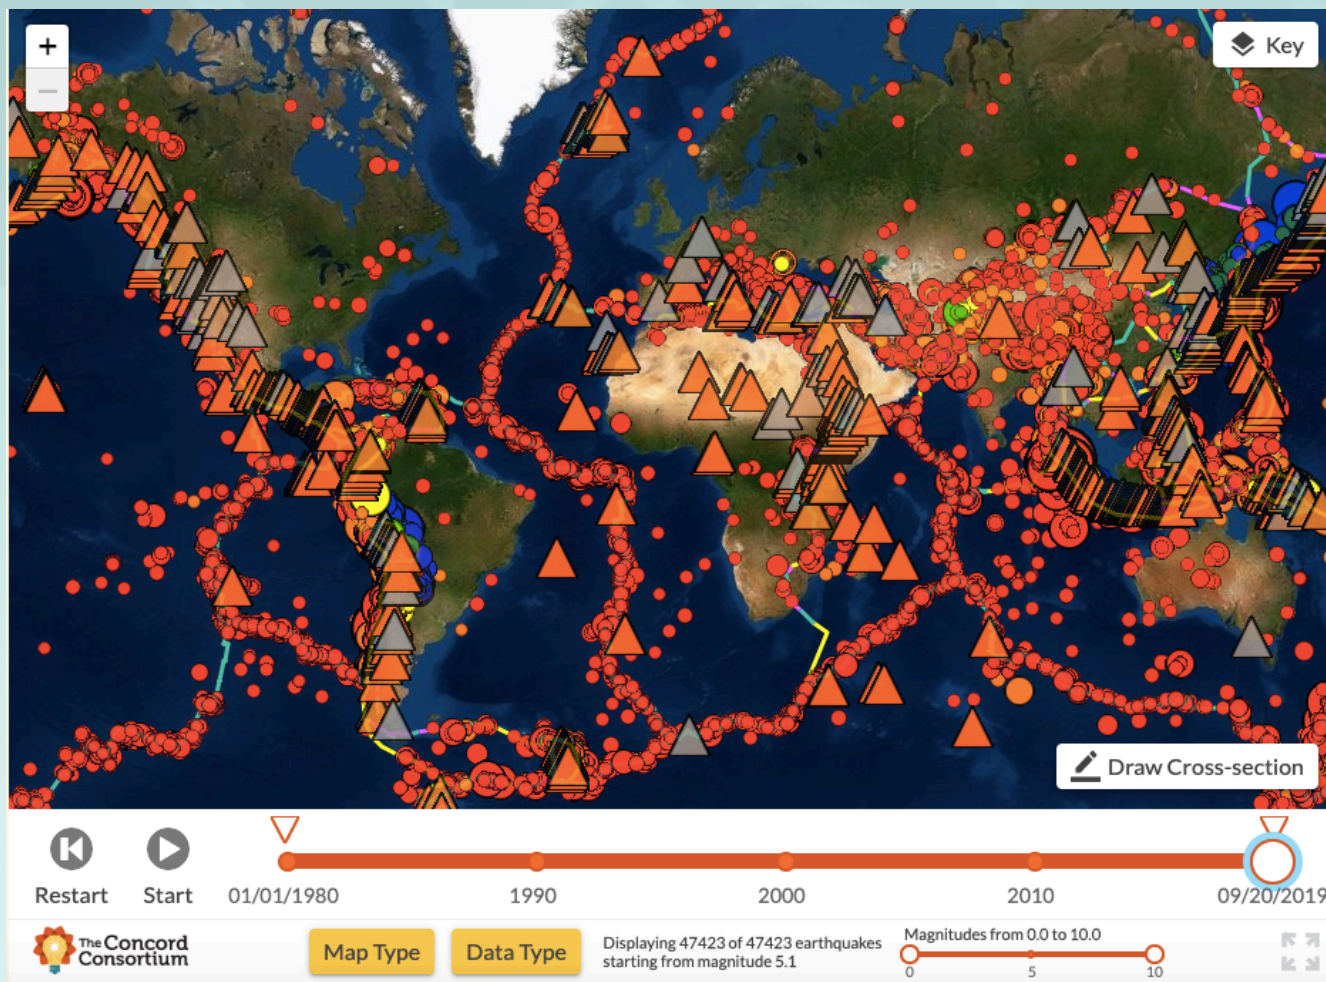 +
Key
−
Draw Cross-section
Restart
Start
01/01/1980
1990
2000
2010
09/20/2019
The Concord
Consortium
Map Type
Data Type
Displaying 47423 of 47423 earthquakes
starting from magnitude 5.1
Magnitudes from 0.0 to 10.0
0
5
10